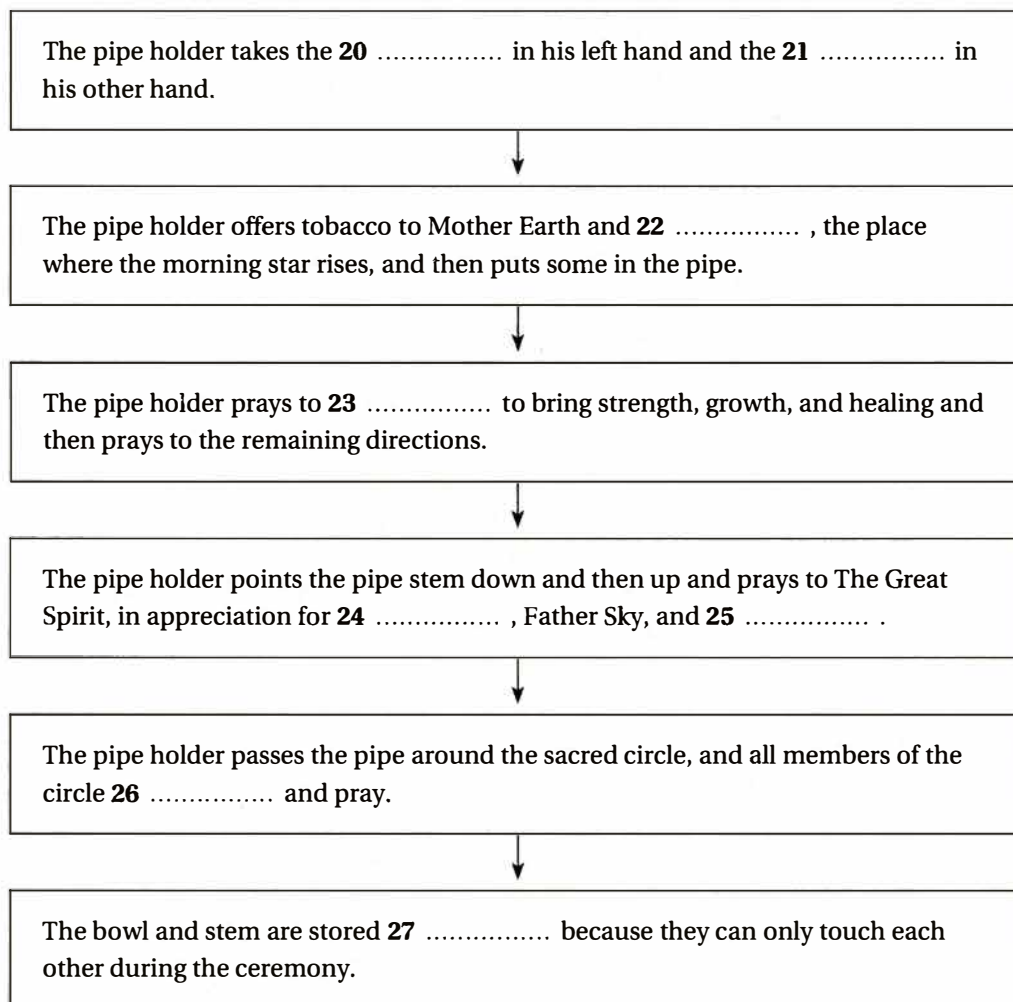 The pipe holder takes the 20 ................ in his left hand and the 21 ................ in
his other hand.
The pipe holder offers tobacco to Mother Earth and 22 ................ , the place
where the morning star rises, and then puts some in the pipe.
The pipe holder prays to 23 ................ to bring strength, growth, and healing and
then prays to the remaining directions.
The pipe holder points the pipe stem down and then up and prays to The Great
Spirit, in appreciation for 24 ................ , Father Sky, and 25 ................ .
The pipe holder passes the pipe around the sacred circle, and all members of the
circle 26 ................ and pray.
The bowl and stem are stored 27 ................ because they can only touch each
other during the ceremony.